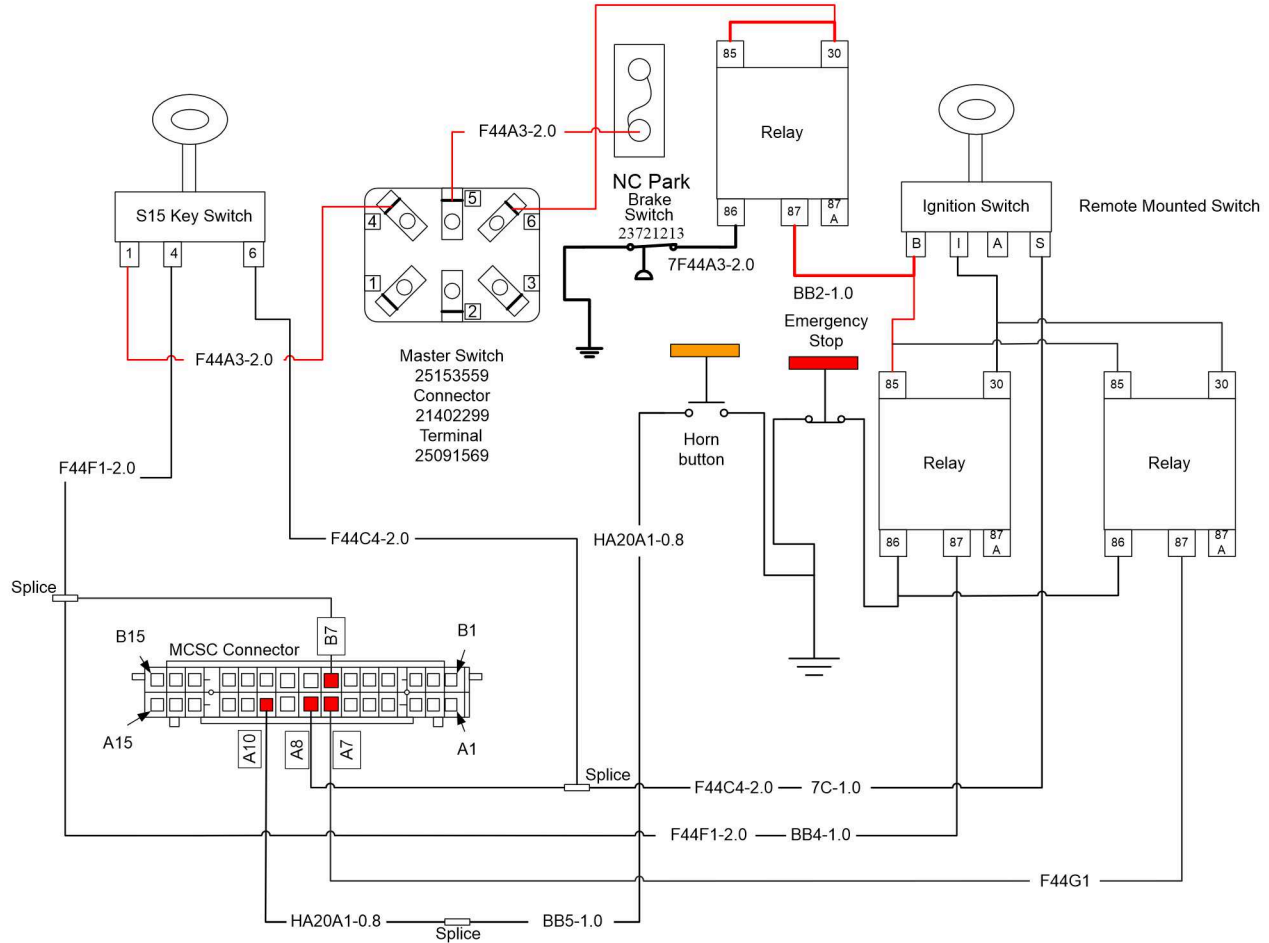 85
30
F44A3-2.0
Relay
NC Park
Brake
Switch
23721213
S15 Key Switch
4
5
6
Ignition Switch
Remote Mounted Switch
86
87
87
A
1
4
6
B
I
A
S
7F44A3-2.0
1
2
3
BB2-1.0
Emergency
Stop
F44A3-2.0
Master Switch
25153559
Connector
21402299
Terminal
25091569
85
30
85
30
Horn
button
F44F1-2.0
Relay
Relay
F44C4-2.0
HA20A1-0.8
86
87
87
A
86
87
87
A
Splice
B15
MCSC Connector
B7
B1
A15
A10
A8
A7
A1
Splice
F44C4-2.0
7C-1.0
F44F1-2.0
BB4-1.0
F44G1
HA20A1-0.8
BB5-1.0
Splice